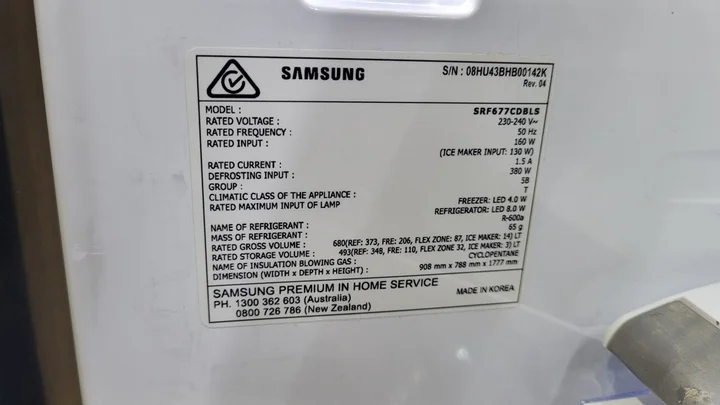 SAMSUNG
S/N : 08HU43BHB00142K
Rev. 04
MODEL : SRF677CDBLS
RATED VOLTAGE : 230-240 V~
RATED FREQUENCY : 50 Hz
RATED INPUT : 160 W
(ICE MAKER INPUT: 130 W)
RATED CURRENT : 1.5 A
DEFROSTING INPUT : 380 W
GROUP : 5B
CLIMATIC CLASS OF THE APPLIANCE : T
RATED MAXIMUM INPUT OF LAMP FREEZER: LED 4.0 W
REFRIGERATOR: LED 8.0 W
NAME OF REFRIGERANT : R-600a
MASS OF REFRIGERANT : 65 g
RATED GROSS VOLUME : 680(REF: 373, FRE: 206, FLEX ZONE: 87, ICE MAKER: 14) LT
RATED STORAGE VOLUME : 493(REF: 348, FRE: 110, FLEX ZONE 32, ICE MAKER: 3) LT
NAME OF INSULATION BLOWING GAS : CYCLOPENTANE
DIMENSION (WIDTH x DEPTH x HEIGHT) : 908 mm x 788 mm x 1777 mm
SAMSUNG PREMIUM IN HOME SERVICE MADE IN KOREA
PH. 1300 362 603 (Australia)
0800 726 786 (New Zealand)